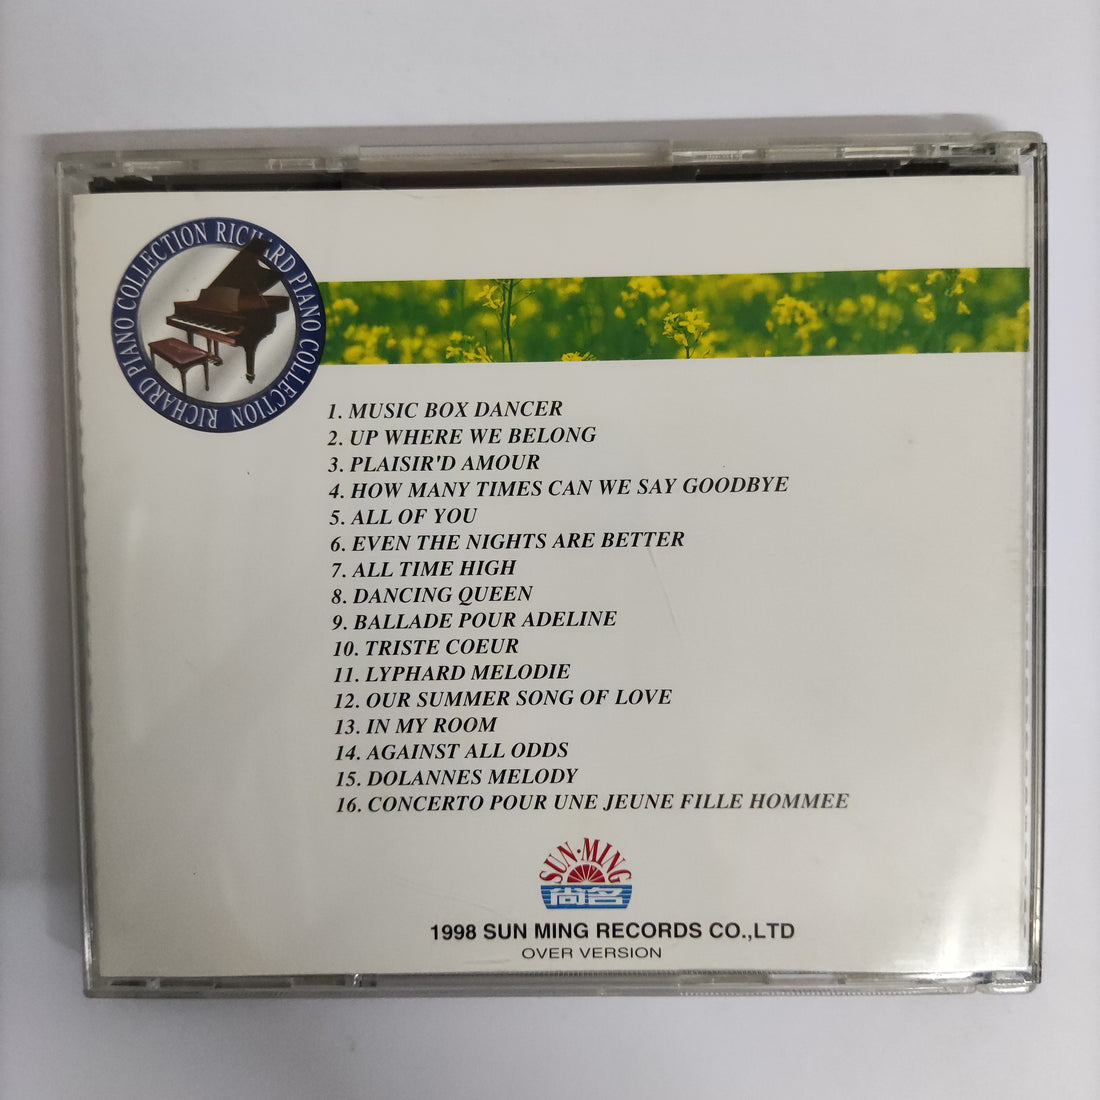 RICHARD PIANO COLLECTION RICHARD PIANO COLLECTION
1. MUSIC BOX DANCER
2. UP WHERE WE BELONG
3. PLAISIR'D AMOUR
4. HOW MANY TIMES CAN WE SAY GOODBYE
5. ALL OF YOU
6. EVEN THE NIGHTS ARE BETTER
7. ALL TIME HIGH
8. DANCING QUEEN
9. BALLADE POUR ADELINE
10. TRISTE COEUR
11. LYPHARD MELODIE
12. OUR SUMMER SONG OF LOVE
13. IN MY ROOM
14. AGAINST ALL ODDS
15. DOLANNES MELODY
16. CONCERTO POUR UNE JEUNE FILLE HOMMEE
SUN·MING
尚名
1998 SUN MING RECORDS CO.,LTD
OVER VERSION